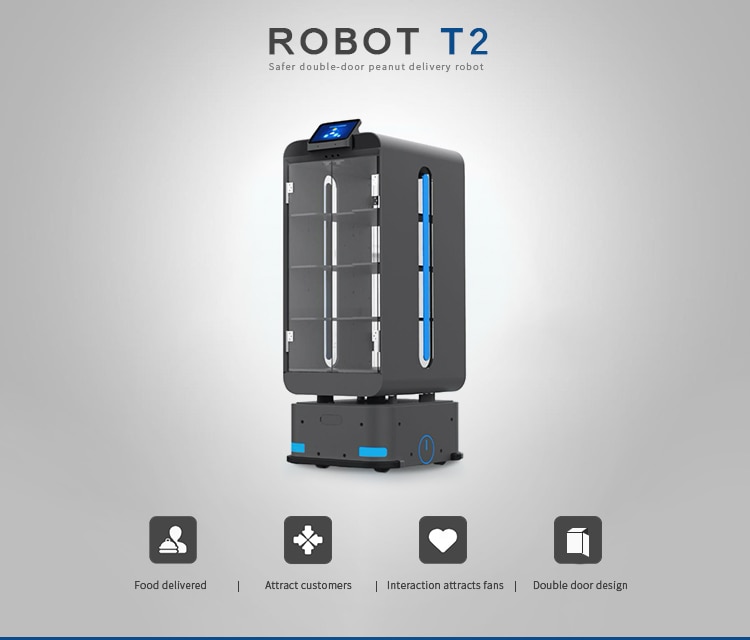 ROBOT T2
Safer double-door peanut delivery robot
Food delivered | Attract customers | Interaction attracts fans | Double door design